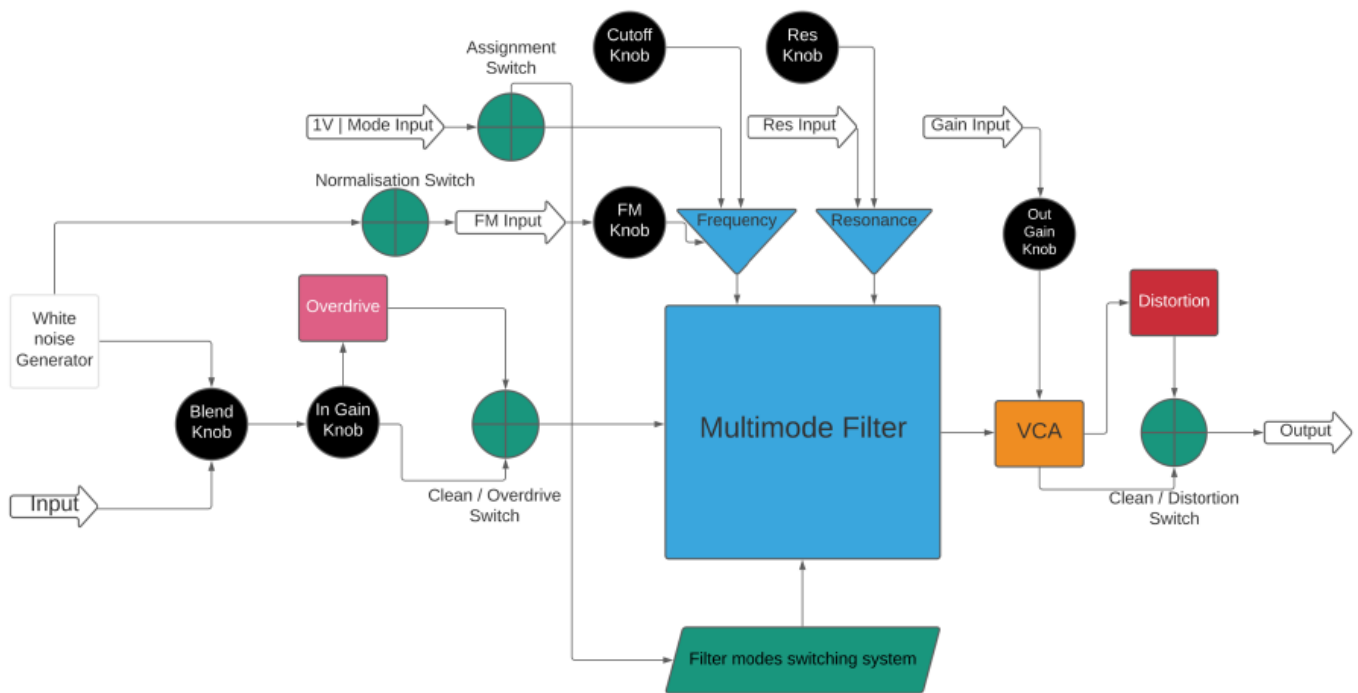 Cutoff
Knob
Res
Knob
Assignment
Switch
1V | Mode Input
Res Input
Gain Input
Normalisation Switch
FM Input
FM
Knob
Frequency
Resonance
Out
Gain
Knob
White
noise
Generator
Overdrive
Distortion
Blend
Knob
In Gain
Knob
Multimode Filter
VCA
Output
Input
Clean / Overdrive
Switch
Clean / Distortion
Switch
Filter modes switching system